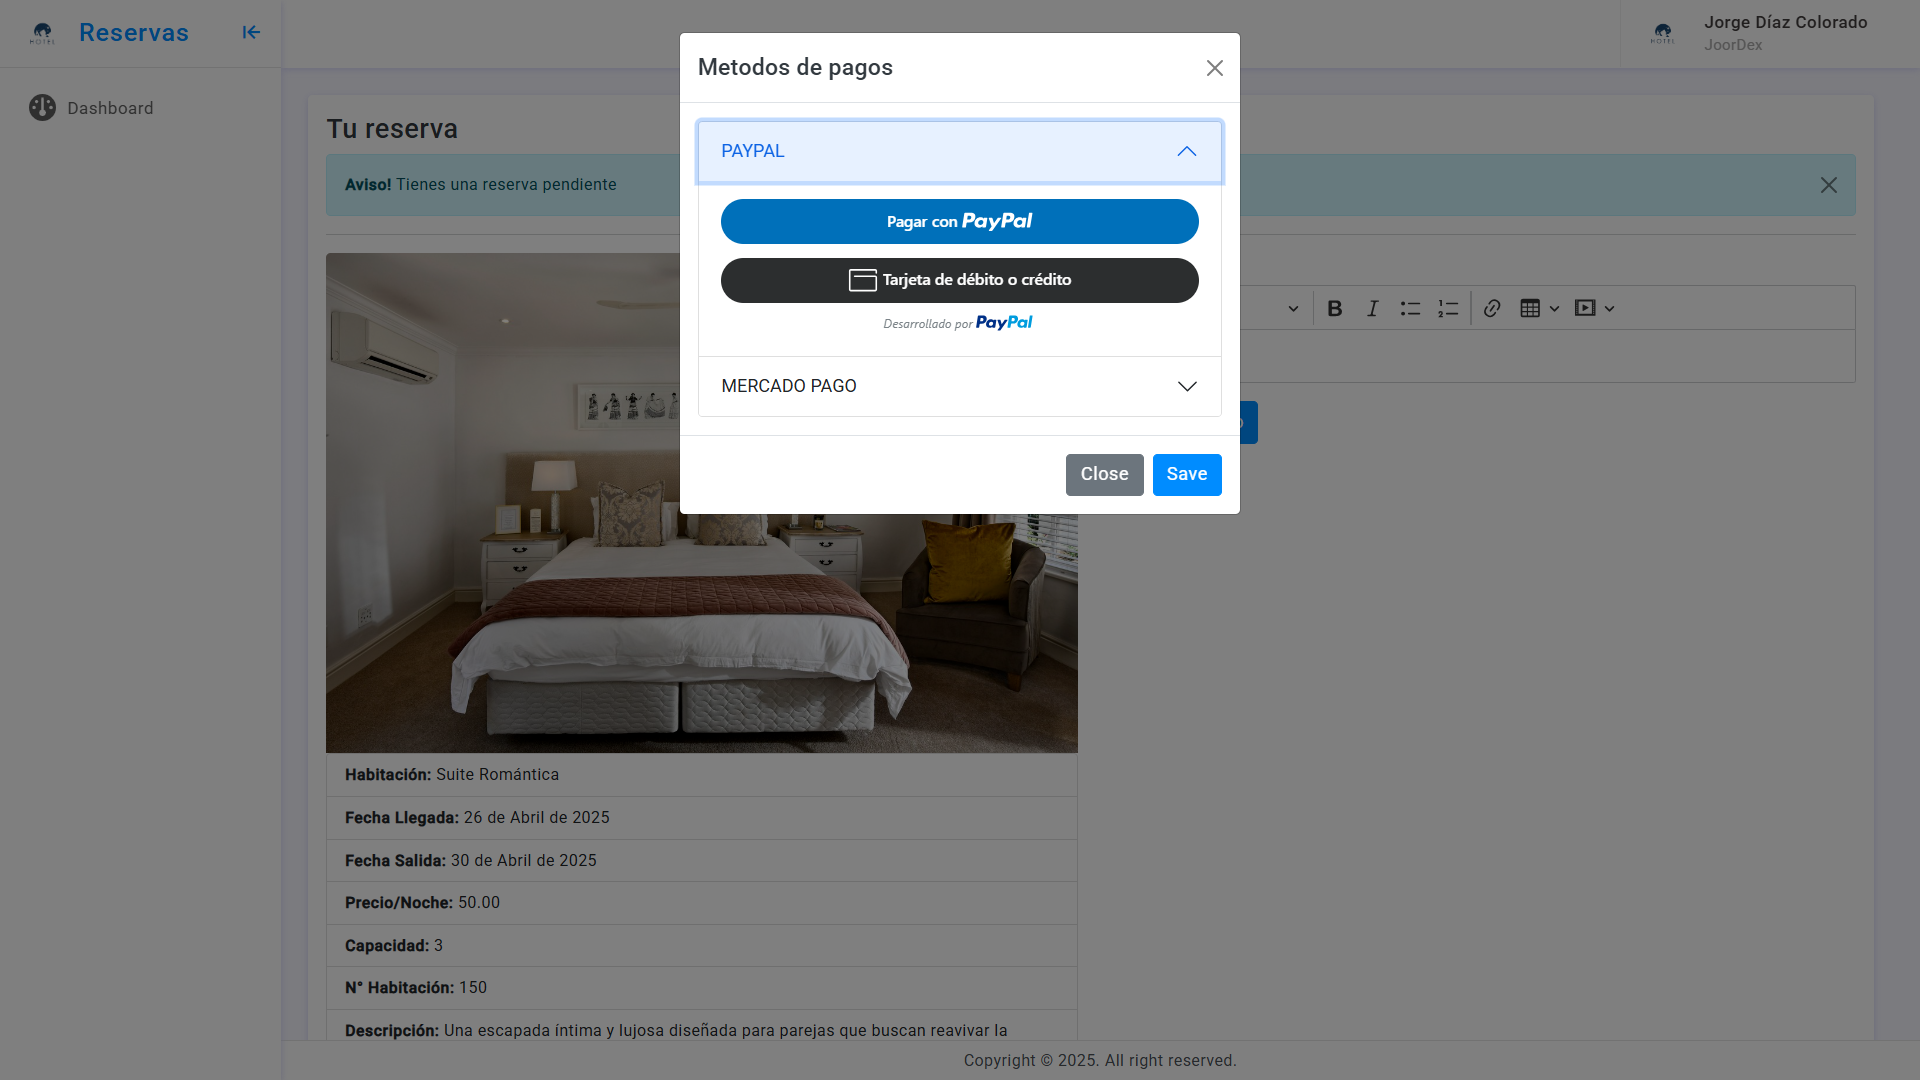 HOTEL
Reservas
Dashboard
HOTEL
Jorge Díaz Colorado
JoorDex
Tu reserva
Aviso! Tienes una reserva pendiente
Metodos de pagos
PAYPAL
Pagar con PayPal
Tarjeta de débito o crédito
Desarrollado por PayPal
MERCADO PAGO
Close
Save
Habitación: Suite Romántica
Fecha Llegada: 26 de Abril de 2025
Fecha Salida: 30 de Abril de 2025
Precio/Noche: 50.00
Capacidad: 3
N° Habitación: 150
Descripción: Una escapada íntima y lujosa diseñada para parejas que buscan reavivar la
Copyright © 2025. All right reserved.